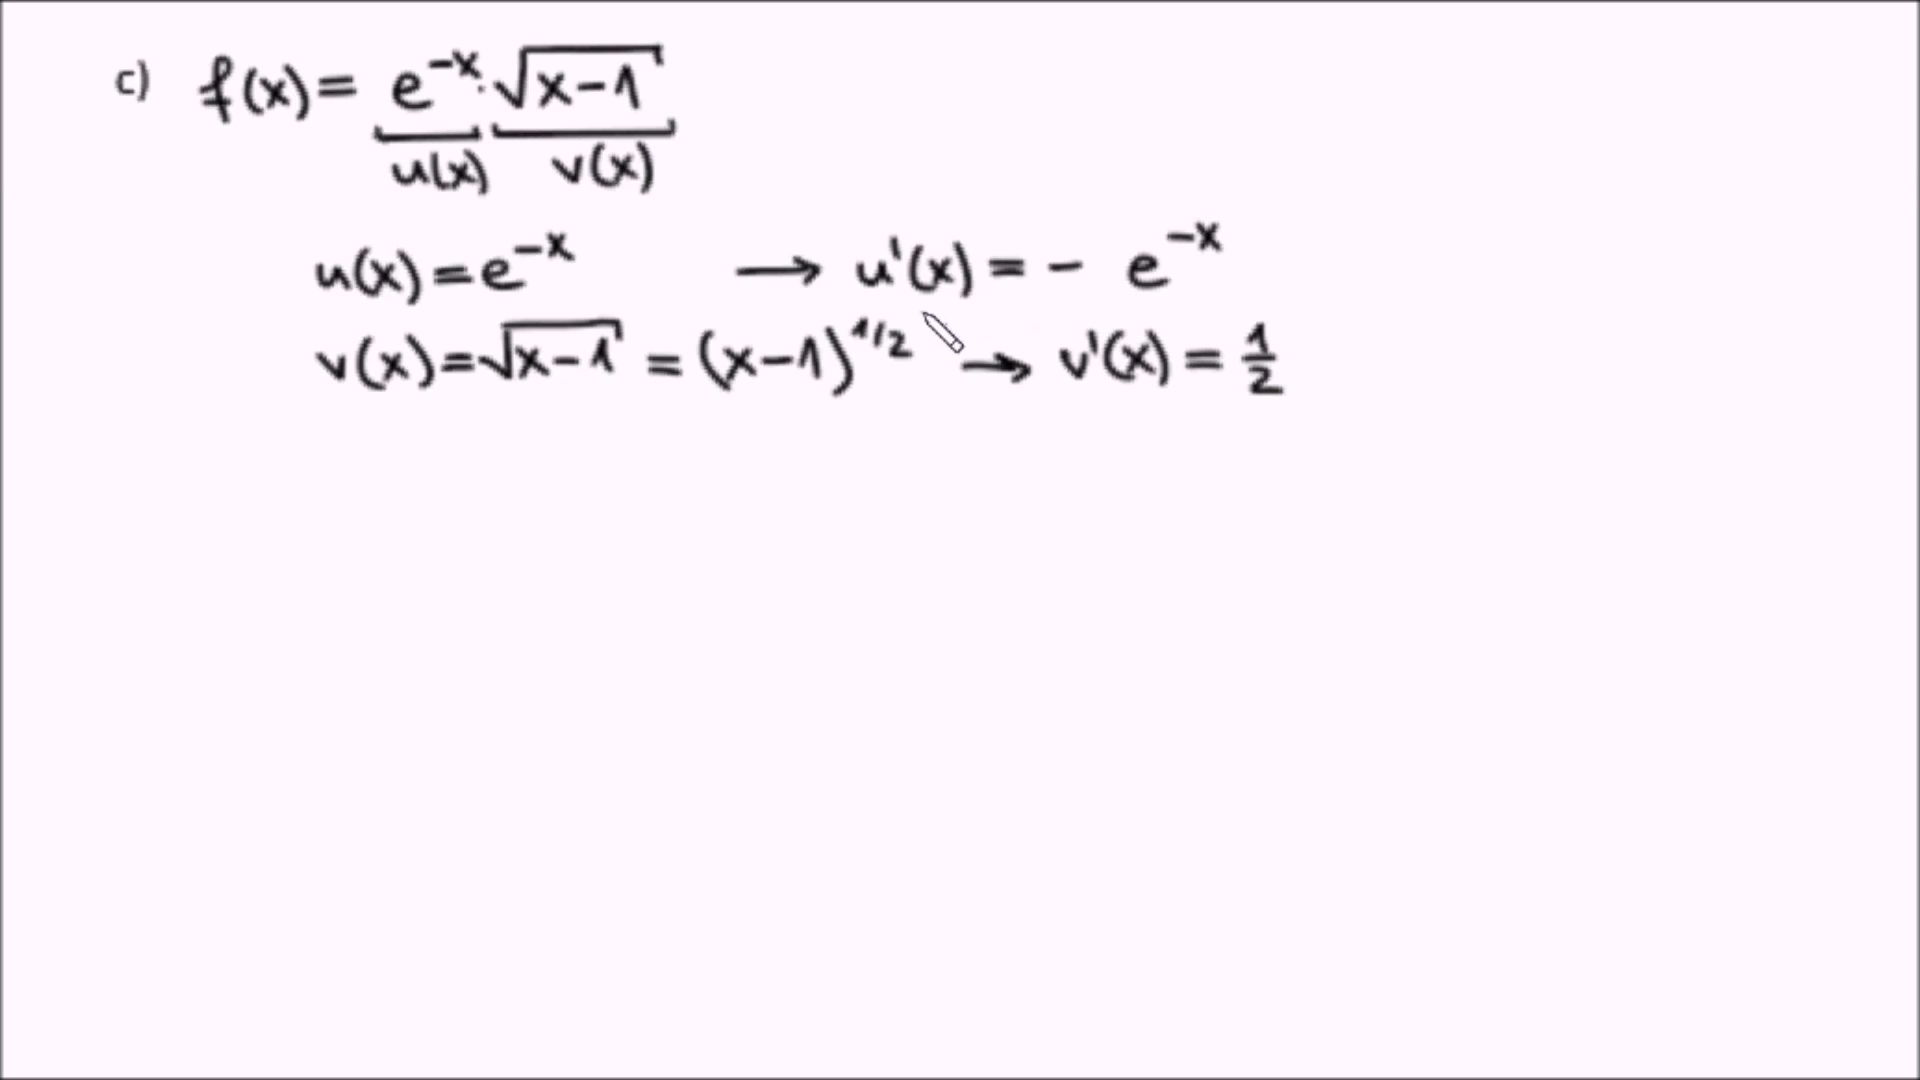 c) f(x) = e^{-x} · √(x-1)
u(x) v(x)
u(x) = e^{-x} → u'(x) = - e^{-x}
v(x) = √(x-1) = (x-1)^{1/2} → v'(x) = 1/2